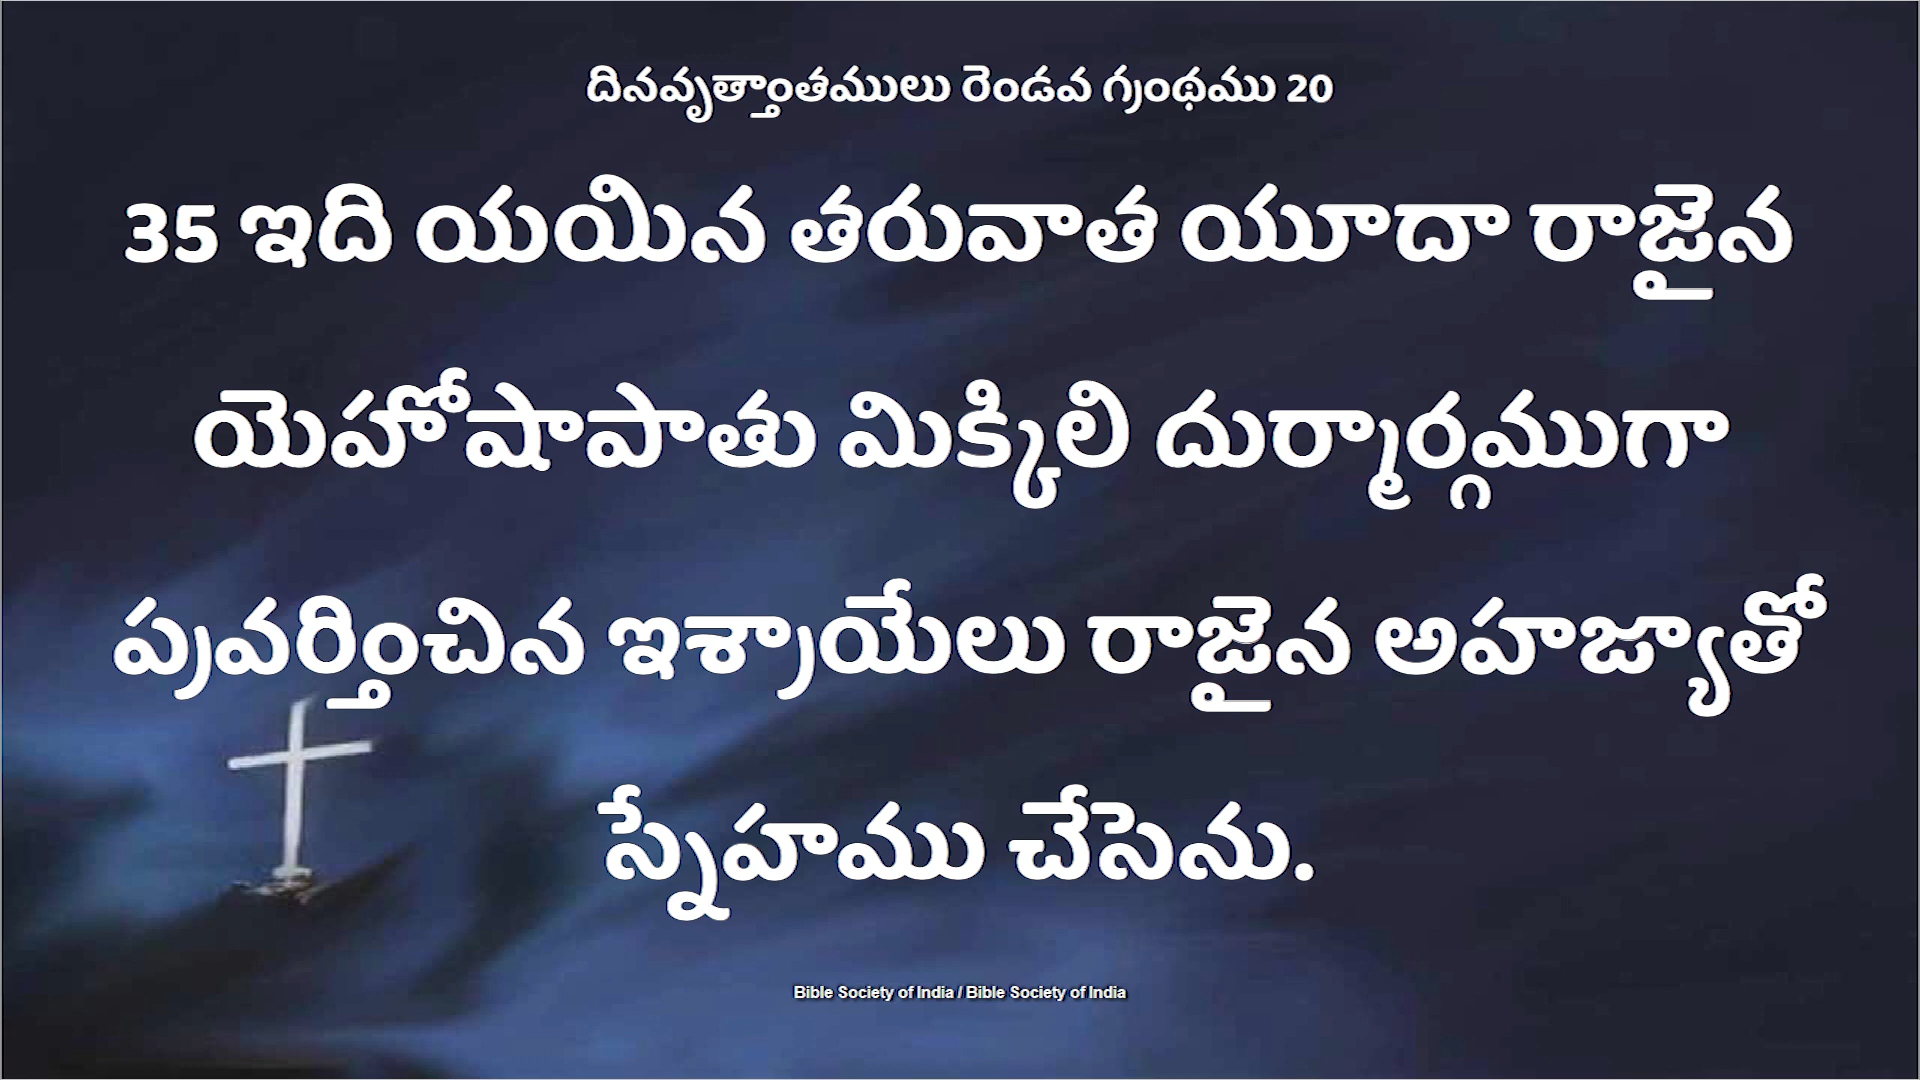 దినవృత్తాంతములు రెండవ గ్రంథము 20
35 ఇది యయిన తరువాత యూదా రాజైన
యెహోషాపాతు మిక్కిలి దుర్మార్గముగా
ప్రవర్తించిన ఇశ్రాయేలు రాజైన అహజ్యాతో
స్నేహము చేసెను.
Bible Society of India / Bible Society of India